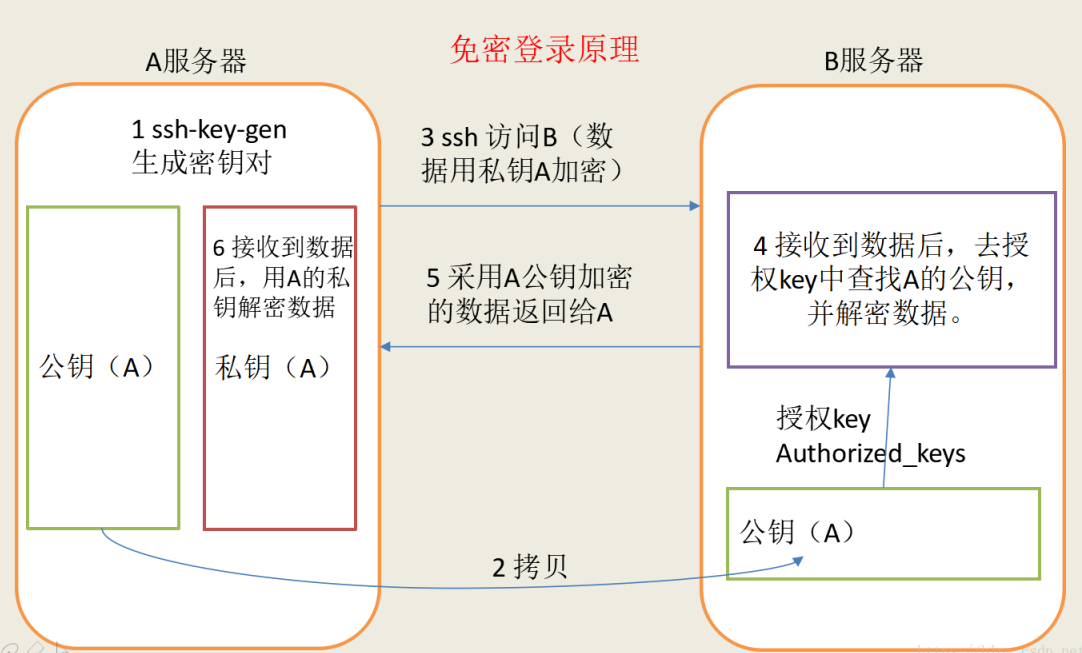 免密登录原理
A服务器
B服务器
1 ssh-key-gen
生成密钥对
3 ssh 访问B（数
据用私钥A加密）
6 接收到数据
后，用A的私
钥解密数据
公钥（A）
私钥（A）
5 采用A公钥加密
的数据返回给A
4 接收到数据后，去授
权key中查找A的公钥，
并解密数据。
授权key
Authorized_keys
公钥（A）
2 拷贝